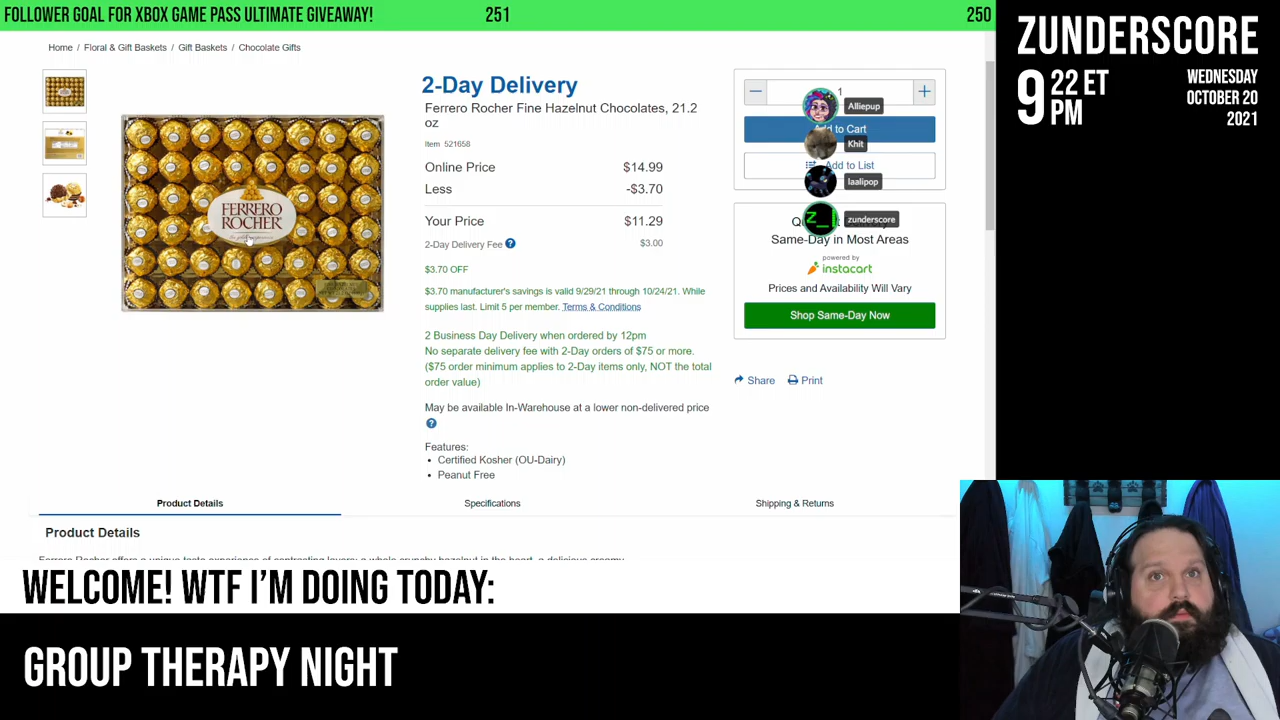 FOLLOWER GOAL FOR XBOX GAME PASS ULTIMATE GIVEAWAY!
251
250
ZUNDERSCORE
9 22 ET
PM
WEDNESDAY
OCTOBER 20
2021
Home / Floral & Gift Baskets / Gift Baskets / Chocolate Gifts
FERRERO
ROCHER
2-Day Delivery
Ferrero Rocher Fine Hazelnut Chocolates, 21.2
oz
Item 521658
Online Price $14.99
Less -$3.70
Your Price $11.29
2-Day Delivery Fee ? $3.00
$3.70 OFF
$3.70 manufacturer's savings is valid 9/29/21 through 10/24/21. While
supplies last. Limit 5 per member. Terms & Conditions
2 Business Day Delivery when ordered by 12pm
No separate delivery fee with 2-Day orders of $75 or more.
($75 order minimum applies to 2-Day items only, NOT the total
order value)
May be available In-Warehouse at a lower non-delivered price
?
Features:
• Certified Kosher (OU-Dairy)
• Peanut Free
1
Alliepup
Add to Cart
Khit
Add to List
laalipop
zunderscore
Same-Day in Most Areas
powered by
instacart
Prices and Availability Will Vary
Shop Same-Day Now
Share Print
Product Details
Specifications
Shipping & Returns
Product Details
WELCOME! WTF I'M DOING TODAY:
GROUP THERAPY NIGHT